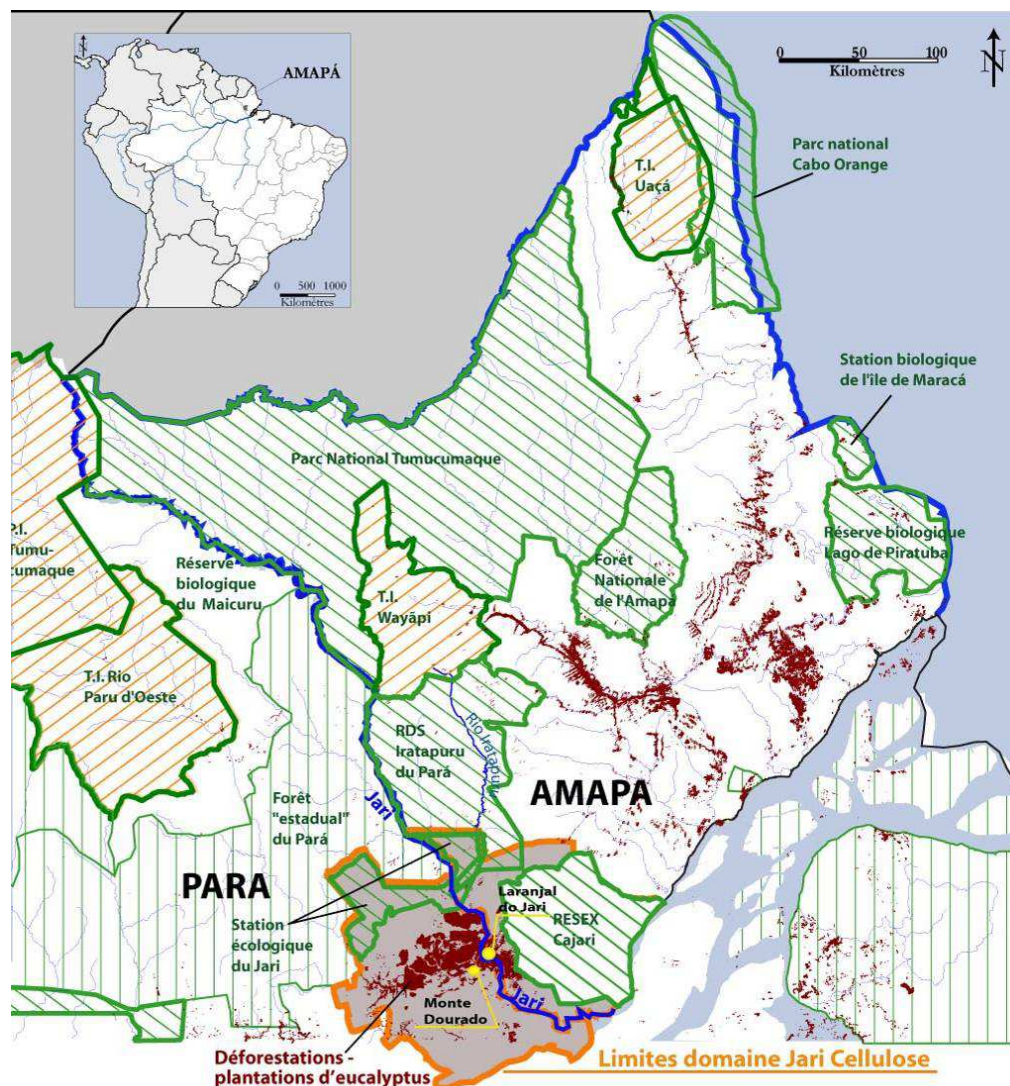 N
AMAPÁ
0 500 1000
Kilomètres
0 50 100
Kilomètres
N
Parc national
Cabo Orange
T.I.
Uaçá
Station biologique
de l'île de Maracá
Parc National Tumucumaque
P.I.
Tumu-
cumaque
Réserve
biologique
du Maicuru
T.I.
Wayãpi
Forêt
Nationale
de l'Amapa
Réserve biologique
Lago de Piratuba
T.I. Rio
Paru d'Oeste
RDS
Iratapuru
du Pará
Rio Iratapuru
Jari
AMAPA
Forêt
"estadual"
du Pará
PARA
Station
écologique
du Jari
Laranjal
do Jari
RESEX
Cajari
Jari
Monte
Dourado
Déforestations -
plantations d'eucalyptus
Limites domaine Jari Cellulose